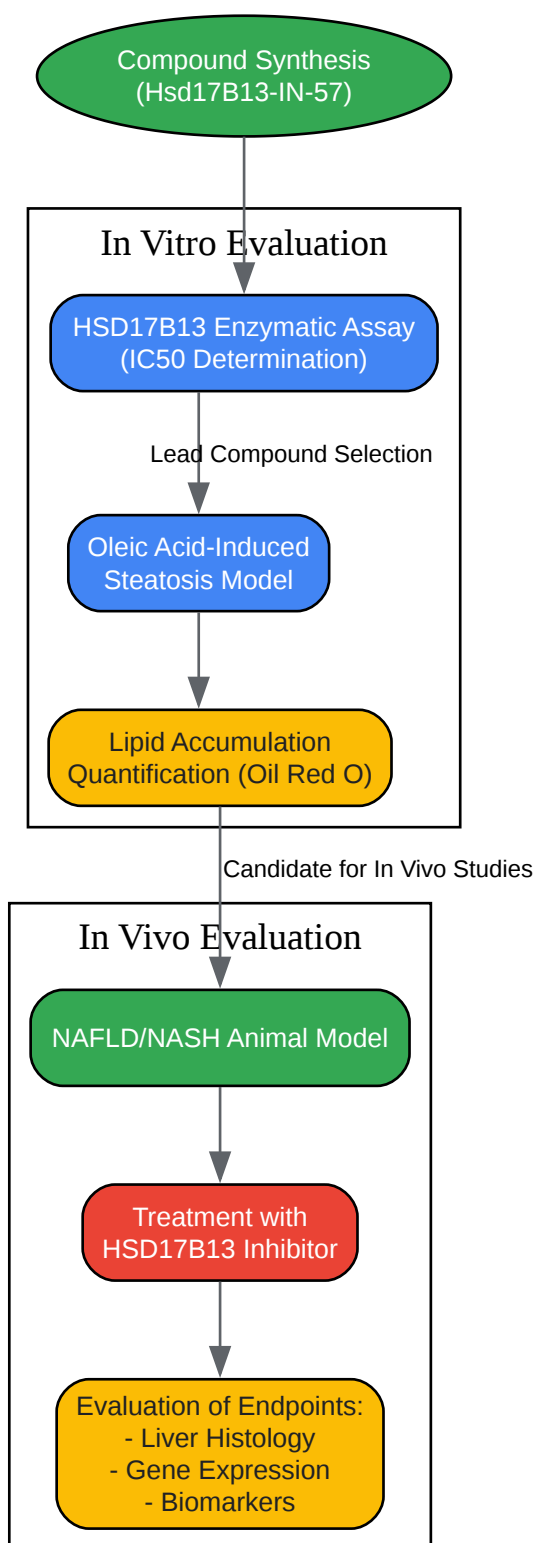 Compound Synthesis
(Hsd17B13-IN-57)
In Vitro Evaluation
HSD17B13 Enzymatic Assay
(IC50 Determination)
Lead Compound Selection
Oleic Acid-Induced
Steatosis Model
Lipid Accumulation
Quantification (Oil Red O)
Candidate for In Vivo Studies
In Vivo Evaluation
NAFLD/NASH Animal Model
Treatment with
HSD17B13 Inhibitor
Evaluation of Endpoints:
- Liver Histology
- Gene Expression
- Biomarkers